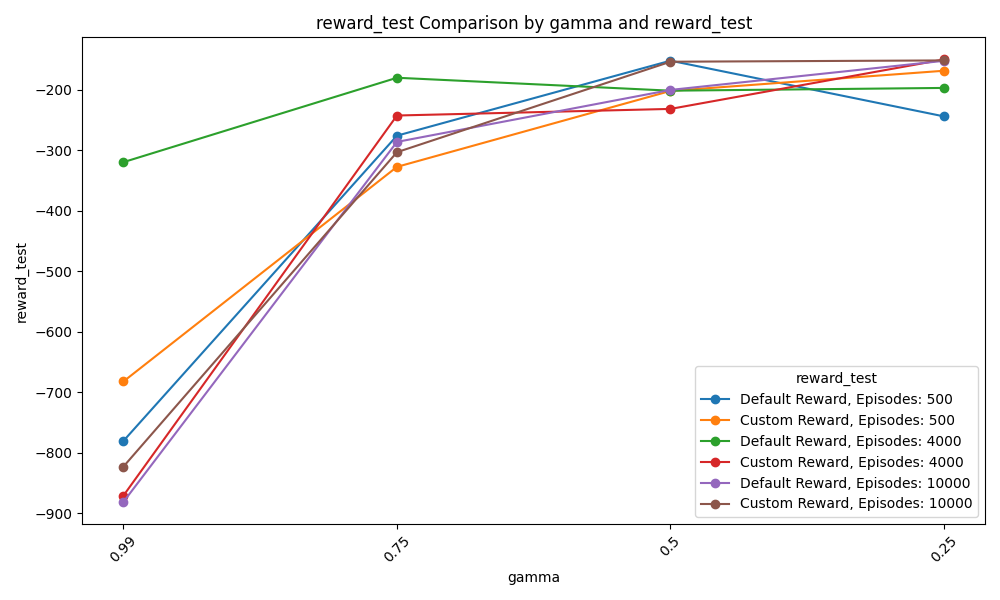 reward_test Comparison by gamma and reward_test
reward_test
−200
−300
−400
−500
−600
−700
−800
−900
reward_test
Default Reward, Episodes: 500
Custom Reward, Episodes: 500
Default Reward, Episodes: 4000
Custom Reward, Episodes: 4000
Default Reward, Episodes: 10000
Custom Reward, Episodes: 10000
0.99
0.75
0.5
0.25
gamma